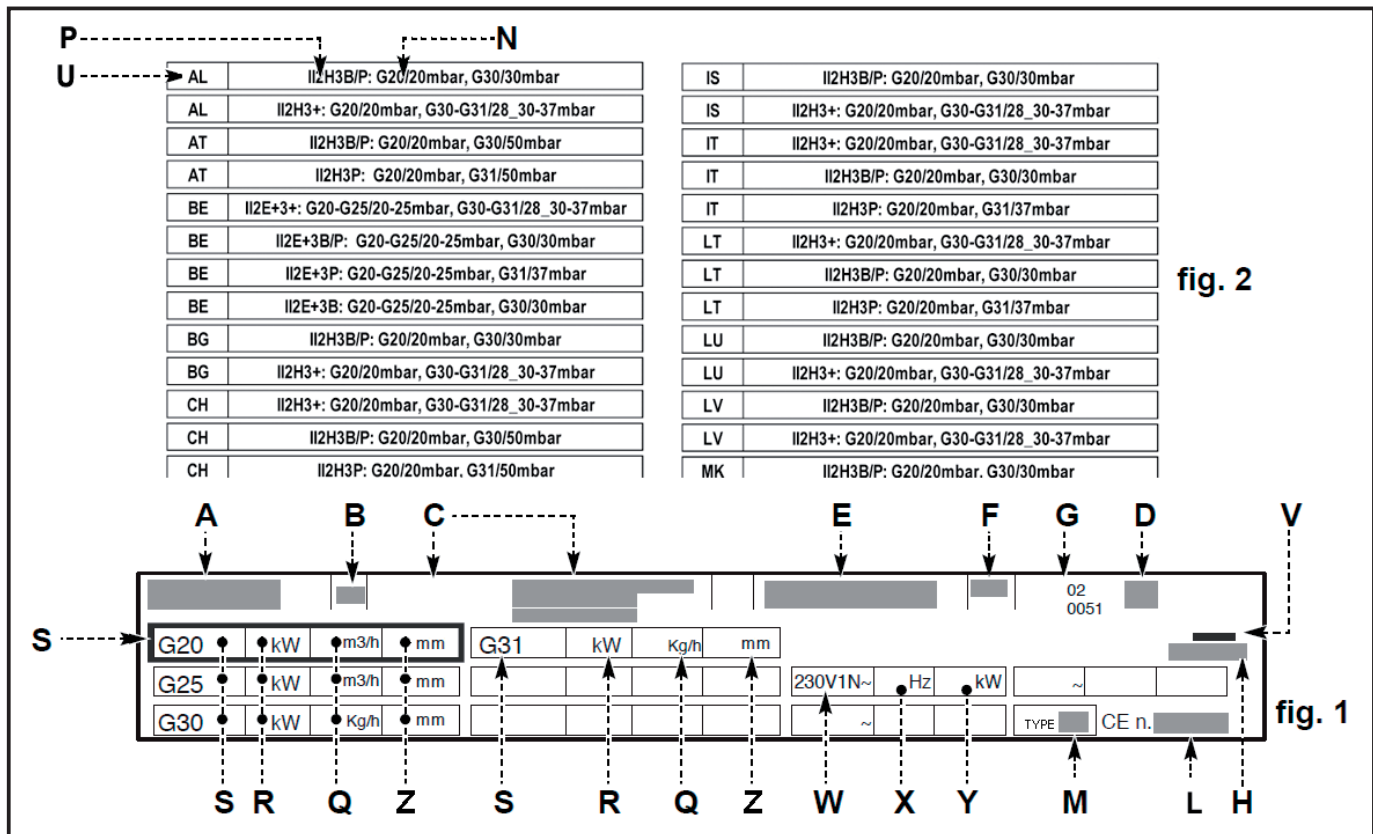 P N
U AL II2H3B/P: G20/20mbar, G30/30mbar IS II2H3B/P: G20/20mbar, G30/30mbar
AL II2H3+: G20/20mbar, G30-G31/28_30-37mbar IS II2H3+: G20/20mbar, G30-G31/28_30-37mbar
AT II2H3B/P: G20/20mbar, G30/50mbar IT II2H3+: G20/20mbar, G30-G31/28_30-37mbar
AT II2H3P: G20/20mbar, G31/50mbar IT II2H3B/P: G20/20mbar, G30/30mbar
BE II2E+3+: G20-G25/20-25mbar, G30-G31/28_30-37mbar IT II2H3P: G20/20mbar, G31/37mbar
BE II2E+3B/P: G20-G25/20-25mbar, G30/30mbar LT II2H3+: G20/20mbar, G30-G31/28_30-37mbar
fig. 2
BE II2E+3P: G20-G25/20-25mbar, G31/37mbar LT II2H3B/P: G20/20mbar, G30/30mbar
BE II2E+3B: G20-G25/20-25mbar, G30/30mbar LT II2H3P: G20/20mbar, G31/37mbar
BG II2H3B/P: G20/20mbar, G30/30mbar LU II2H3B/P: G20/20mbar, G30/30mbar
BG II2H3+: G20/20mbar, G30-G31/28_30-37mbar LU II2H3+: G20/20mbar, G30-G31/28_30-37mbar
CH II2H3+: G20/20mbar, G30-G31/28_30-37mbar LV II2H3B/P: G20/20mbar, G30/30mbar
CH II2H3B/P: G20/20mbar, G30/50mbar LV II2H3+: G20/20mbar, G30-G31/28_30-37mbar
CH II2H3P: G20/20mbar, G31/50mbar MK II2H3B/P: G20/20mbar, G30/30mbar
A B C E F G D V
02
0051
S G20 kW m3/h mm G31 kW Kg/h mm
G25 kW m3/h mm 230V1N~ Hz kW ~
G30 kW Kg/h mm ~ TYPE CE n.
fig. 1
S R Q Z S R Q Z W X Y M L H